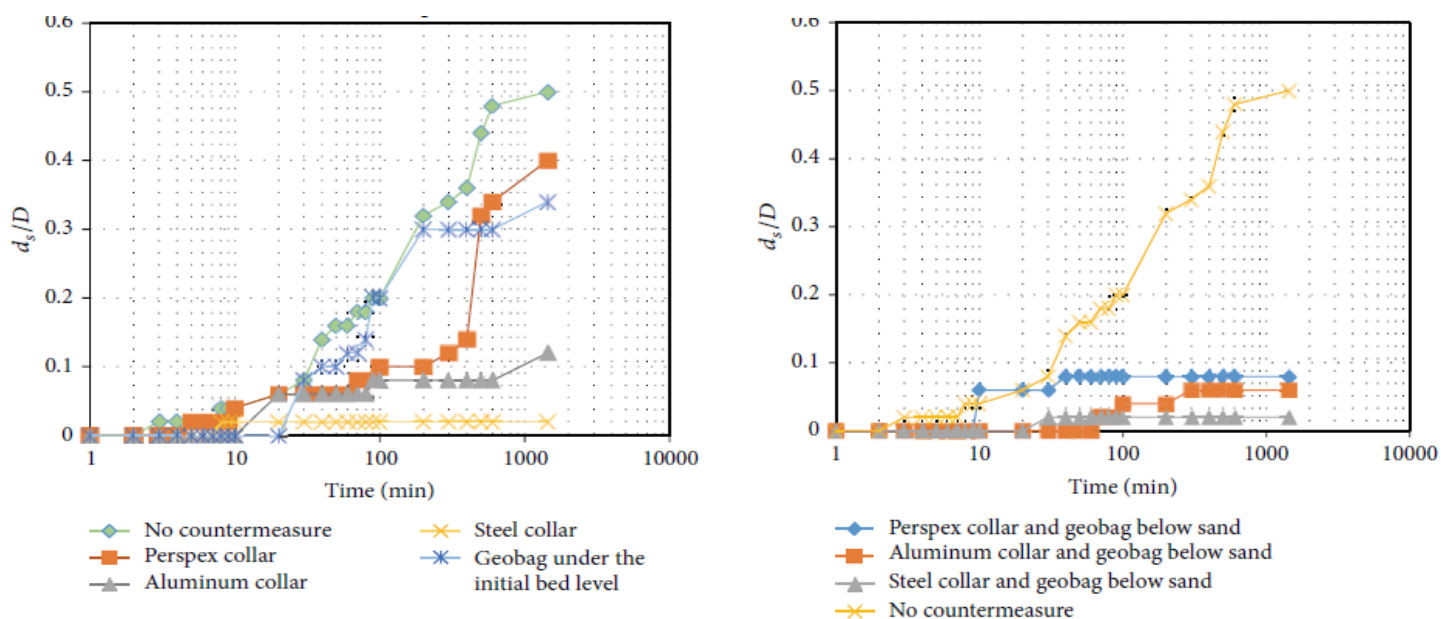 0.6
0.5
0.4
0.3
0.2
0.1
0
d_s/D
1 10 100 1000 10000
Time (min)
No countermeasure
Perspex collar
Aluminum collar
Steel collar
Geobag under the
initial bed level
0.6
0.5
0.4
0.3
0.2
0.1
0
d_s/D
1 10 100 1000 10000
Time (min)
Perspex collar and geobag below sand
Aluminum collar and geobag below sand
Steel collar and geobag below sand
No countermeasure